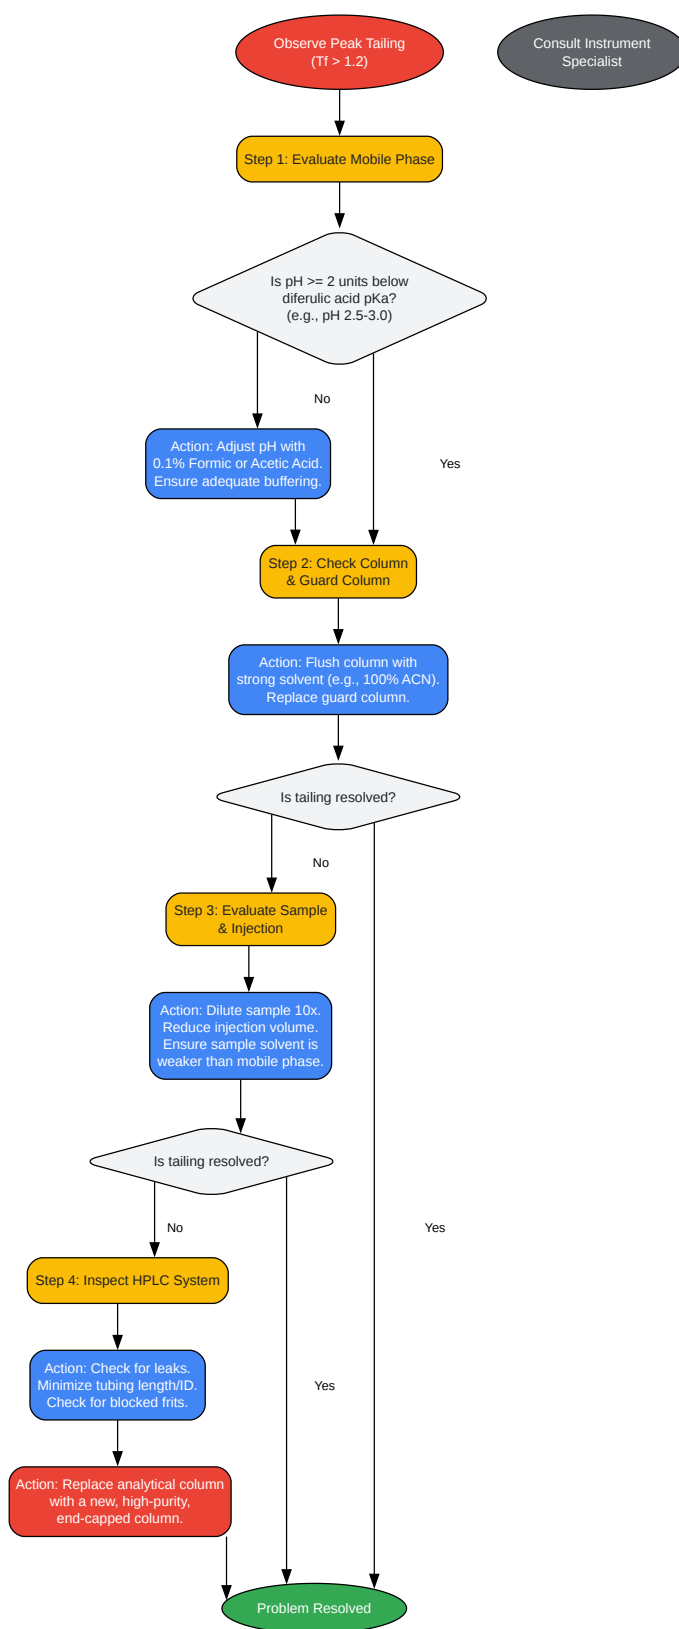 Observe Peak Tailing
(Tf > 1.2)
Consult Instrument
Specialist
Step 1: Evaluate Mobile Phase
Is pH >= 2 units below
diferulic acid pKa?
(e.g., pH 2.5-3.0)
No
Action: Adjust pH with
0.1% Formic or Acetic Acid.
Ensure adequate buffering.
Yes
Step 2: Check Column
& Guard Column
Action: Flush column with
strong solvent (e.g., 100% ACN).
Replace guard column.
Is tailing resolved?
No
Step 3: Evaluate Sample
& Injection
Action: Dilute sample 10x.
Reduce injection volume.
Ensure sample solvent is
weaker than mobile phase.
Is tailing resolved?
No
Yes
Step 4: Inspect HPLC System
Action: Check for leaks.
Minimize tubing length/ID.
Check for blocked frits.
Yes
Action: Replace analytical column
with a new, high-purity,
end-capped column.
Problem Resolved